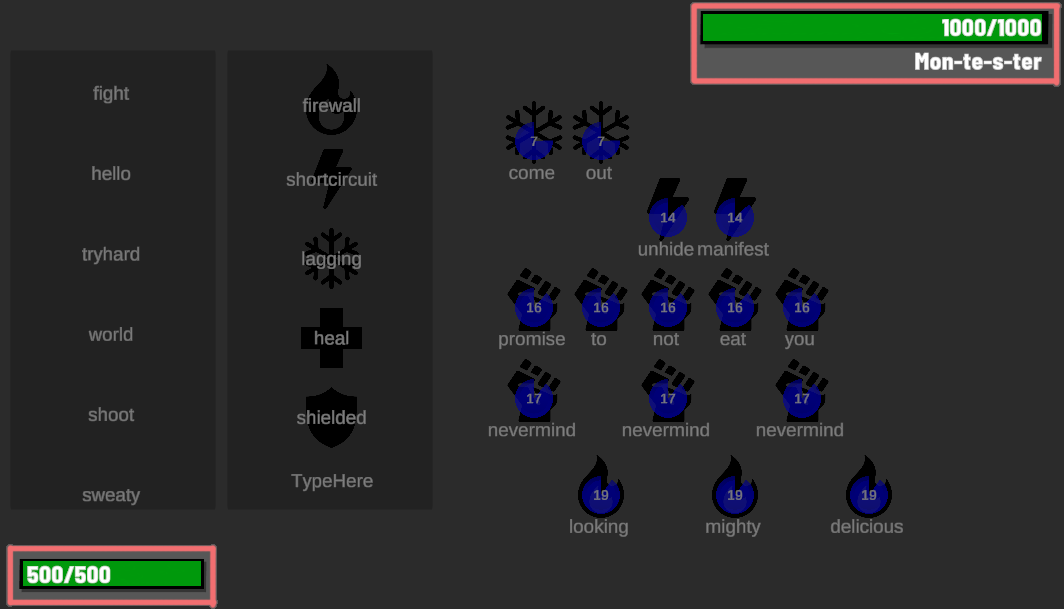 1000/1000
Mon-te-s-ter
fight
hello
tryhard
world
shoot
sweaty
firewall
shortcircuit
lagging
heal
shielded
TypeHere
7 7
come out
14 14
unhide manifest
16 16 16 16 16
promise to not eat you
17 17 17
nevermind nevermind nevermind
19 19 19
looking mighty delicious
500/500